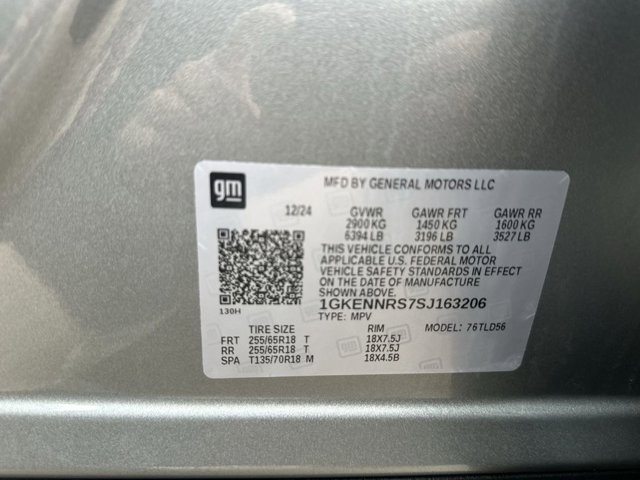 gm
MFD BY GENERAL MOTORS LLC
12/24 GVWR GAWR FRT GAWR RR
2900 KG 1450 KG 1600 KG
6394 LB 3196 LB 3527 LB
THIS VEHICLE CONFORMS TO ALL
APPLICABLE U.S. FEDERAL MOTOR
VEHICLE SAFETY STANDARDS IN EFFECT
ON THE DATE OF MANUFACTURE
SHOWN ABOVE.
1GKENNRS7SJ163206
130H
TYPE: MPV
TIRE SIZE RIM MODEL: 76TLD56
FRT 255/65R18 T 18X7.5J
RR 255/65R18 T 18X7.5J
SPA T135/70R18 M 18X4.5B